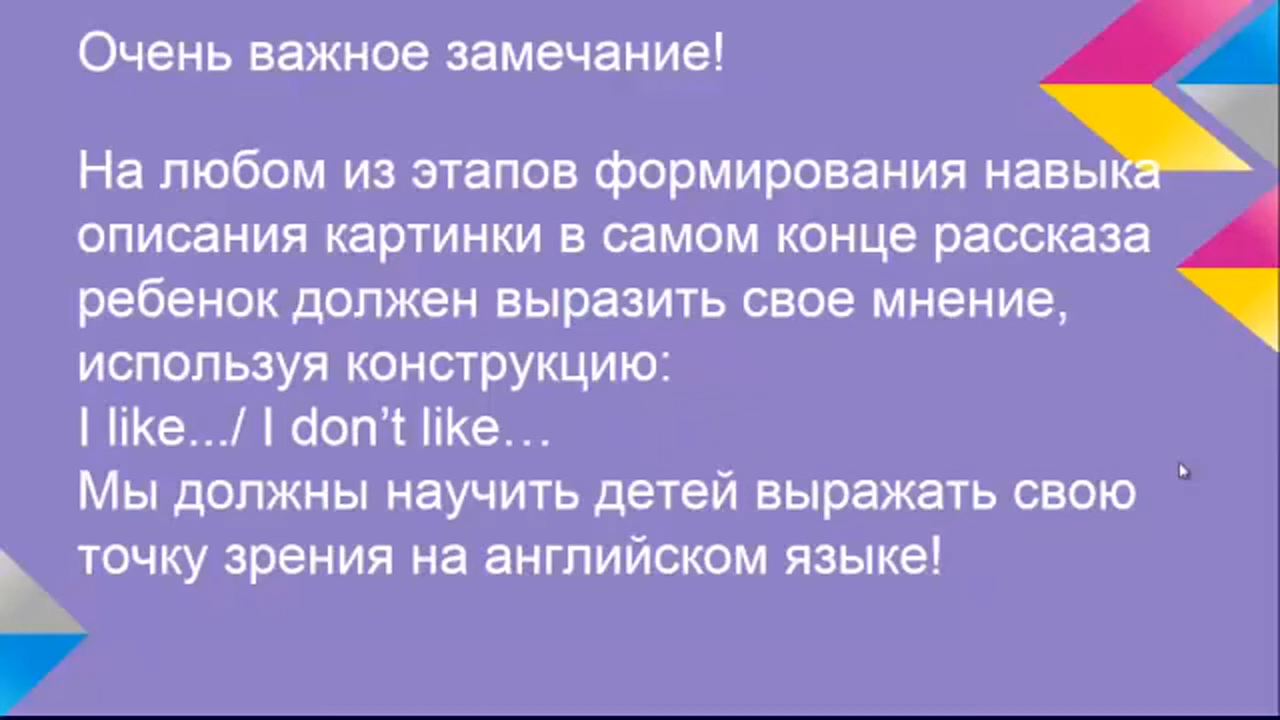 Очень важное замечание!
На любом из этапов формирования навыка
описания картинки в самом конце рассказа
ребенок должен выразить свое мнение,
используя конструкцию:
I like.../ I don’t like…
Мы должны научить детей выражать свою
точку зрения на английском языке!